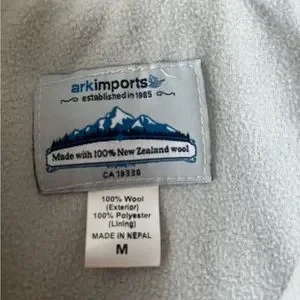 arkimports
established in 1985
Made with 100% New Zealand wool
CA 18338
100% Wool
(Exterior)
100% Polyester
(Lining)
MADE IN NEPAL
M